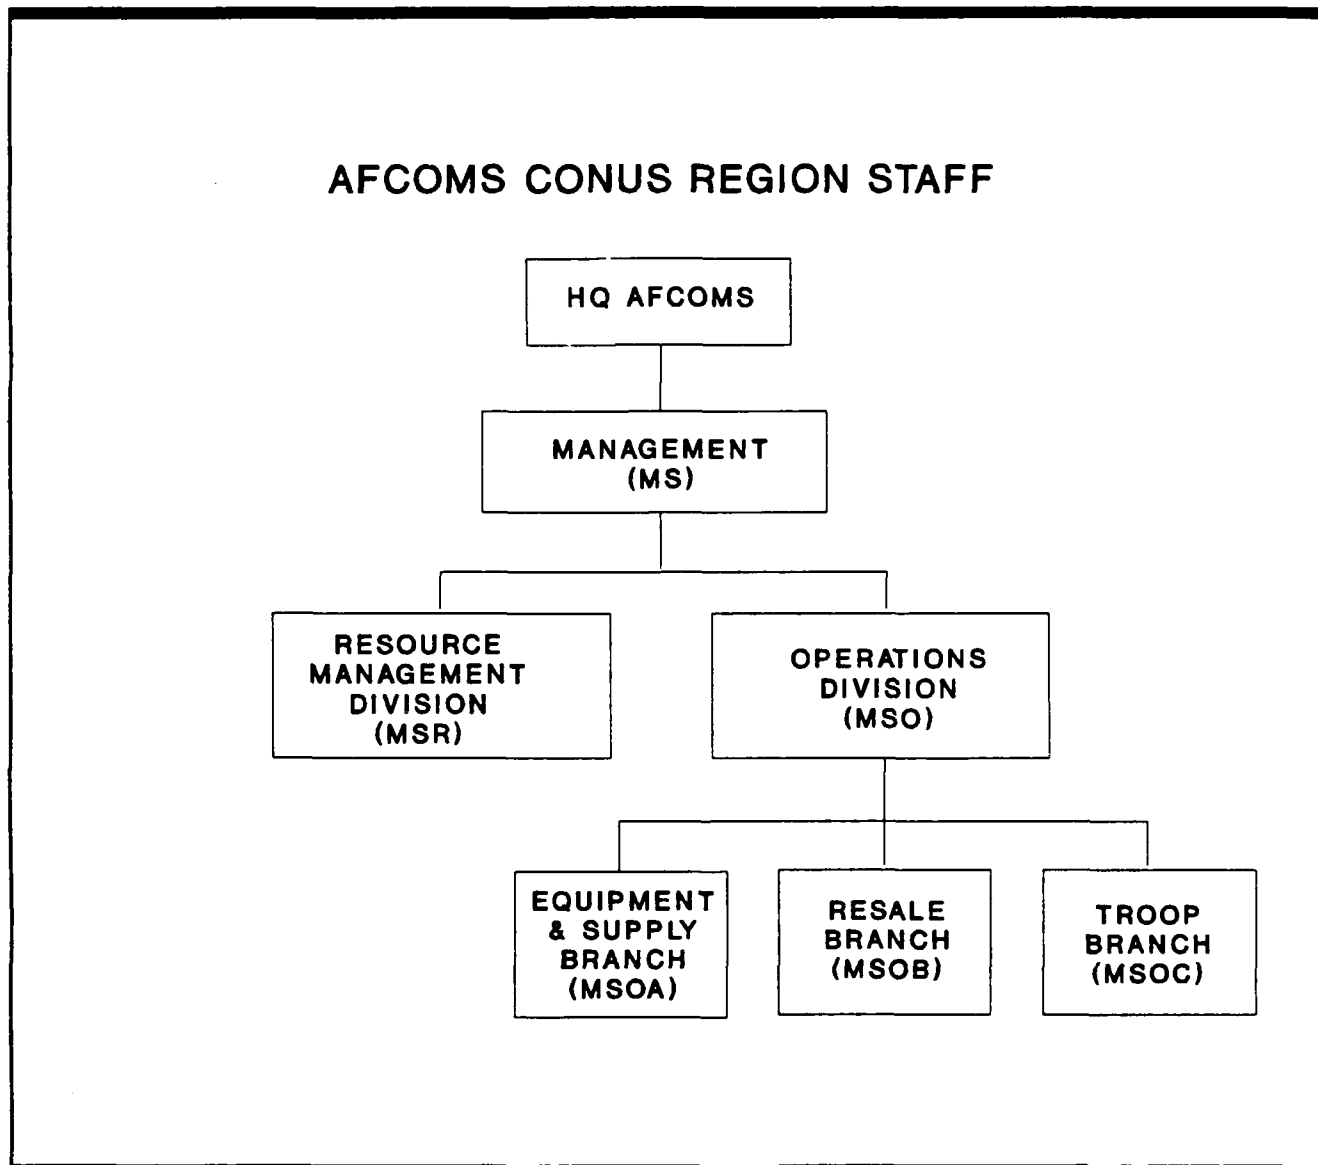 AFCOMS CONUS REGION STAFF
HQ AFCOMS
MANAGEMENT
(MS)
RESOURCE
MANAGEMENT
DIVISION
(MSR)
OPERATIONS
DIVISION
(MSO)
EQUIPMENT
& SUPPLY
BRANCH
(MSOA)
RESALE
BRANCH
(MSOB)
TROOP
BRANCH
(MSOC)